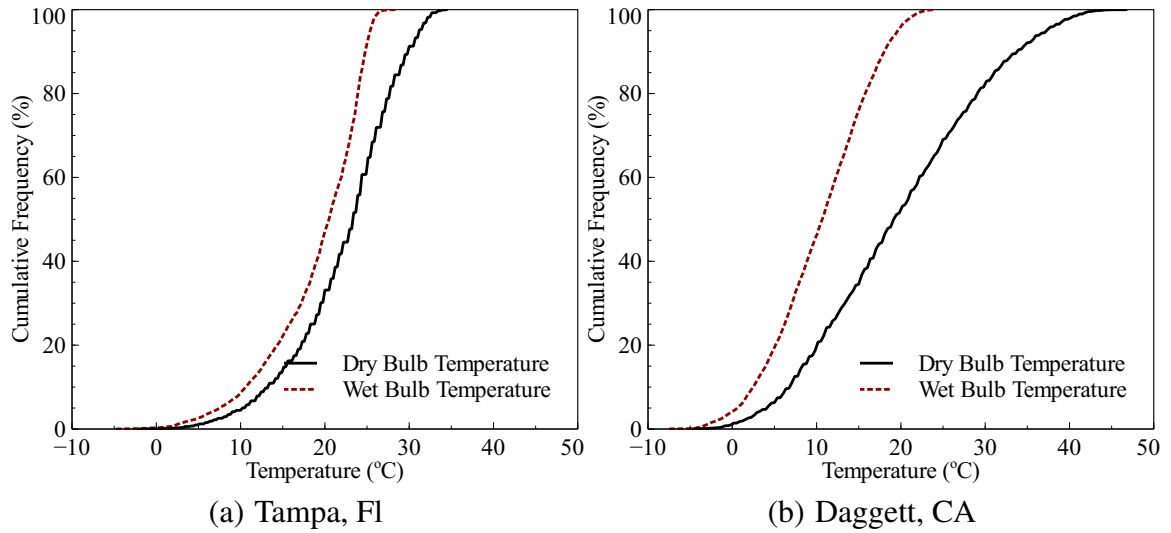 100
80
60
40
20
0
Cumulative Frequency (%)
Dry Bulb Temperature
Wet Bulb Temperature
−10 0 10 20 30 40 50
Temperature (°C)
(a) Tampa, Fl
100
80
60
40
20
0
Cumulative Frequency (%)
Dry Bulb Temperature
Wet Bulb Temperature
−10 0 10 20 30 40 50
Temperature (°C)
(b) Daggett, CA